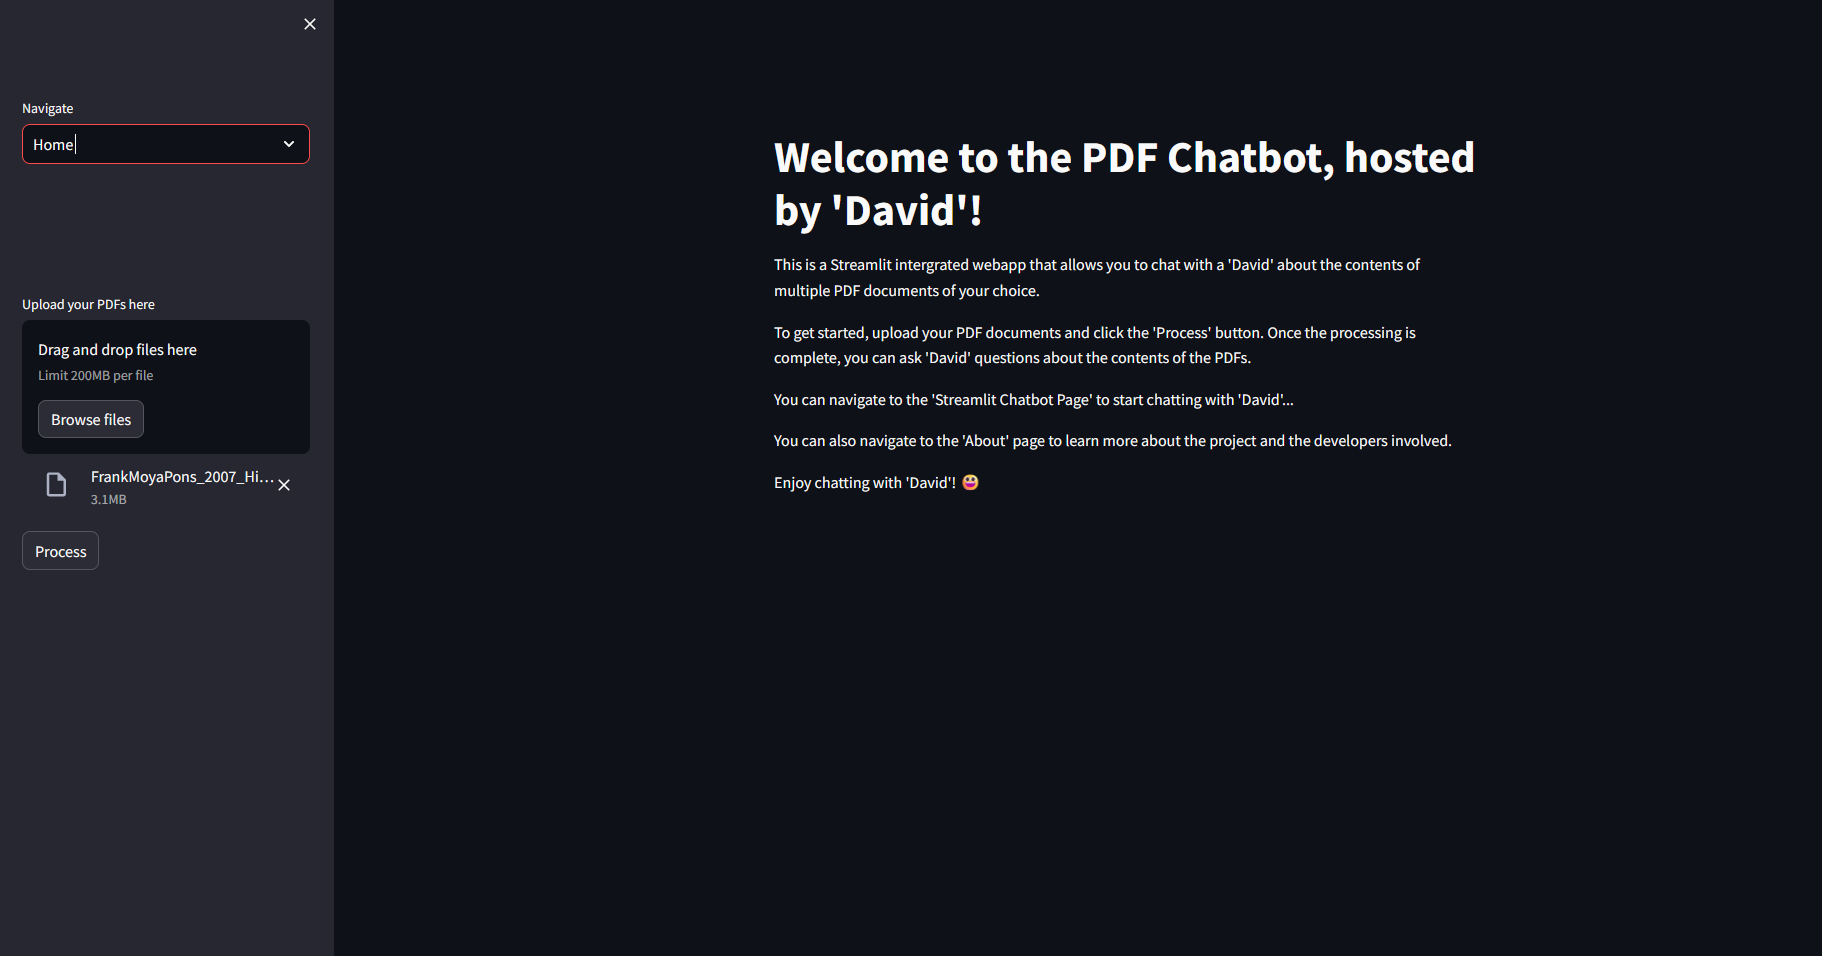 Navigate
Home
Upload your PDFs here
Drag and drop files here
Limit 200MB per file
Browse files
FrankMoyaPons_2007_Hi...
3.1MB
Process
Welcome to the PDF Chatbot, hosted
by 'David'!
This is a Streamlit intergrated webapp that allows you to chat with a 'David' about the contents of
multiple PDF documents of your choice.
To get started, upload your PDF documents and click the 'Process' button. Once the processing is
complete, you can ask 'David' questions about the contents of the PDFs.
You can navigate to the 'Streamlit Chatbot Page' to start chatting with 'David'...
You can also navigate to the 'About' page to learn more about the project and the developers involved.
Enjoy chatting with 'David'! 😃